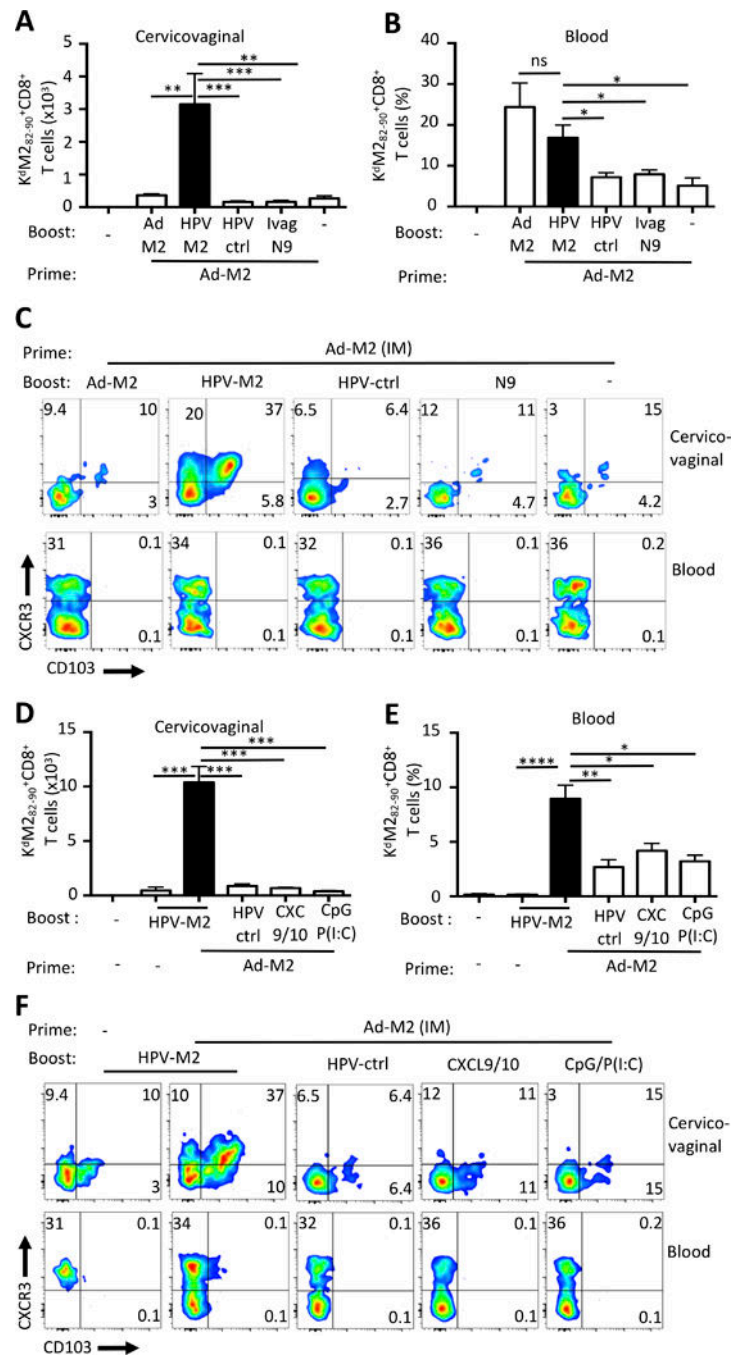 A
Cervicovaginal
KᵈM2₈₂₋₉₀⁺CD8⁺
T cells (x10³)
5
4
3
2
1
0
**
***
** ***
Boost: - Ad M2 HPV M2 HPV ctrl Ivag N9 -
Prime: Ad-M2
B
Blood
KᵈM2₈₂₋₉₀⁺CD8⁺
T cells (%)
40
30
20
10
0
ns
*
*
*
Boost: - Ad M2 HPV M2 HPV ctrl Ivag N9 -
Prime: Ad-M2
C
Prime: Ad-M2 (IM)
Boost: Ad-M2 HPV-M2 HPV-ctrl N9 -
9.4 10 20 37 6.5 6.4 12 11 3 15
Cervico-
vaginal
3 5.8 2.7 4.7 4.2
31 0.1 34 0.1 32 0.1 36 0.1 36 0.2
Blood
0.1 0.1 0.1 0.1 0.1
CXCR3
CD103
D
Cervicovaginal
KᵈM2₈₂₋₉₀⁺CD8⁺
T cells (x10³)
15
10
5
0
***
***
*** ***
Boost : - HPV-M2 HPV ctrl CXC 9/10 CpG P(I:C)
Prime: - - Ad-M2
E
Blood
KᵈM2₈₂₋₉₀⁺CD8⁺
T cells (%)
15
10
5
0
*
*
**** **
Boost : - HPV-M2 HPV ctrl CXC 9/10 CpG P(I:C)
Prime: - - Ad-M2
F
Prime: - Ad-M2 (IM)
Boost: HPV-M2 HPV-ctrl CXCL9/10 CpG/P(I:C)
9.4 10 10 37 6.5 6.4 12 11 3 15
Cervico-
vaginal
3 10 6.4 11 15
31 0.1 34 0.1 32 0.1 36 0.1 36 0.2
Blood
0.1 0.1 0.1 0.1 0.1
CXCR3
CD103